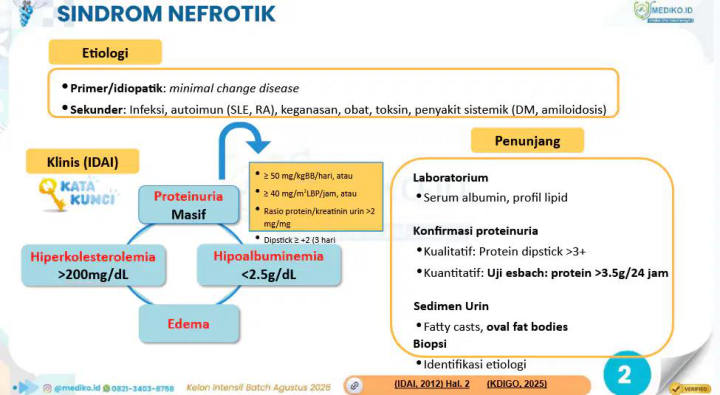 SINDROM NEFROTIK
MEDIKO.ID
Etiologi
• Primer/idiopatik: minimal change disease
• Sekunder: Infeksi, autoimun (SLE, RA), keganasan, obat, toksin, penyakit sistemik (DM, amiloidosis)
Klinis (IDAI)
KATA
KUNCI
Proteinuria
Masif
Hiperkolesterolemia
>200mg/dL
Hipoalbuminemia
<2.5g/dL
Edema
• ≥ 50 mg/kgBB/hari, atau
• ≥ 40 mg/m²LBP/jam, atau
• Rasio protein/kreatinin urin >2
mg/mg
• Dipstick ≥ +2 (3 hari
Penunjang
Laboratorium
• Serum albumin, profil lipid
Konfirmasi proteinuria
• Kualitatif: Protein dipstick >3+
• Kuantitatif: Uji esbach: protein >3.5g/24 jam
Sedimen Urin
• Fatty casts, oval fat bodies
Biopsi
• Identifikasi etiologi
@mediko.id 0821-3403-8758 Kelon Intensif Batch Agustus 2025
(IDAI, 2012) Hal. 2 (KDIGO, 2025)
2
VERIFIED